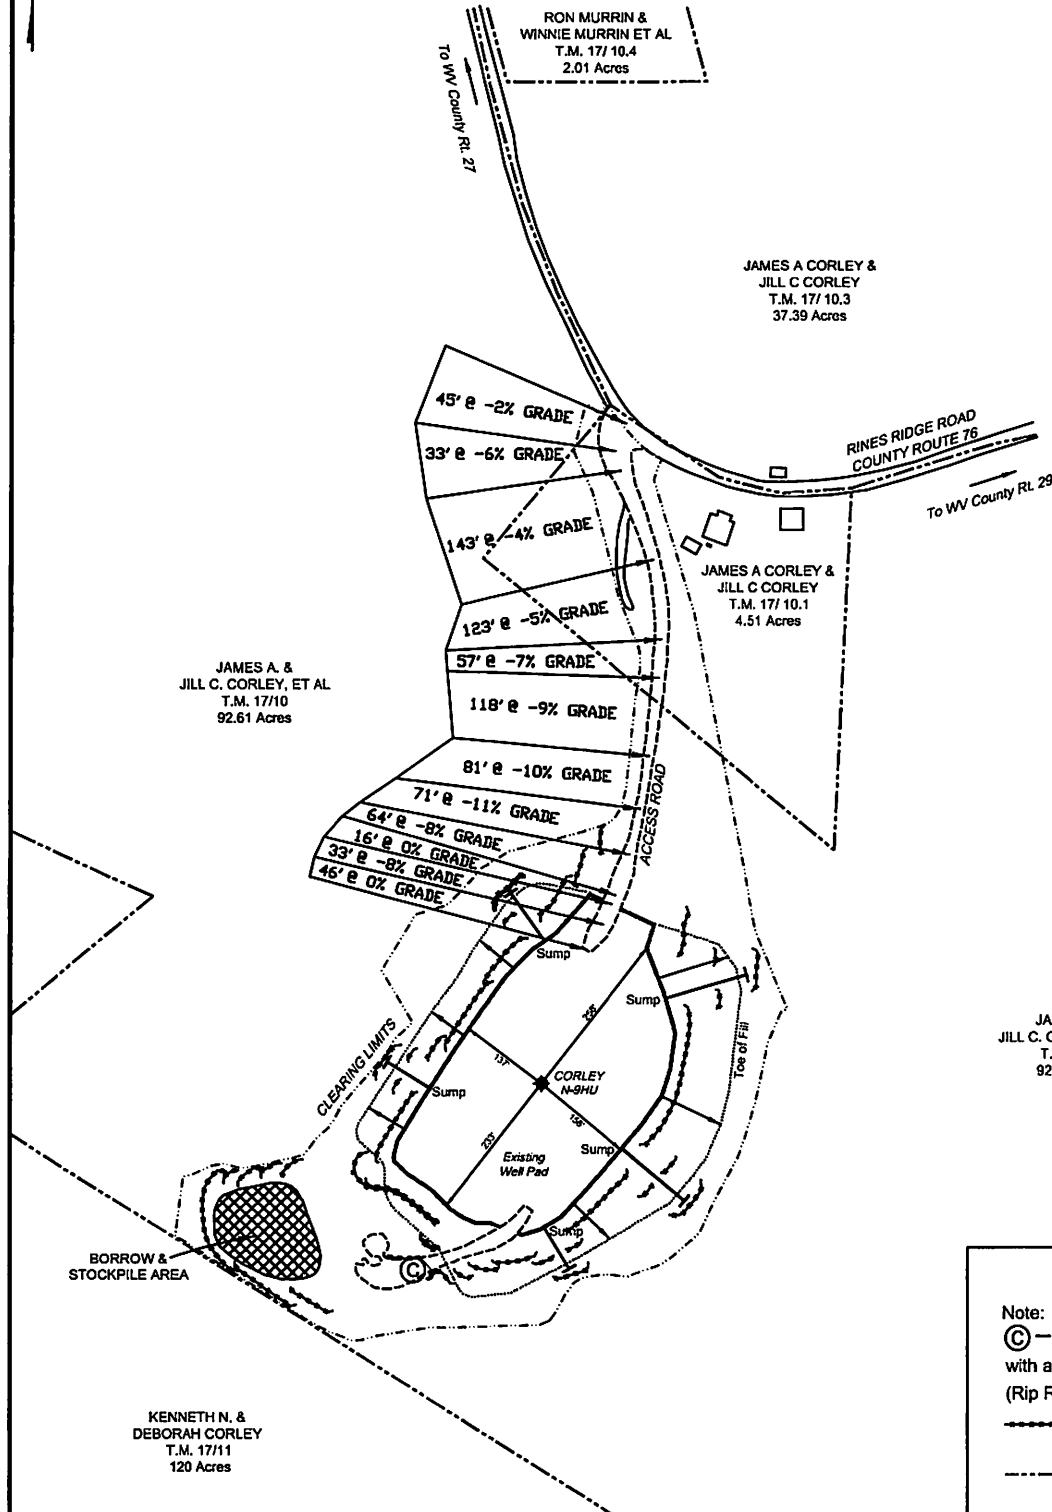 RON MURRIN &
WINNIE MURRIN ET AL
T.M. 17/ 10.4
2.01 Acres
To WV County Rt. 27
JAMES A CORLEY &
JILL C CORLEY
T.M. 17/ 10.3
37.39 Acres
45' @ -2% GRADE
33' @ -6% GRADE
143' @ -4% GRADE
123' @ -5% GRADE
57' @ -7% GRADE
118' @ -9% GRADE
81' @ -10% GRADE
71' @ -11% GRADE
64' @ -8% GRADE
16' @ 0% GRADE
33' @ -8% GRADE
46' @ 0% GRADE
RINES RIDGE ROAD
COUNTY ROUTE 76
To WV County Rt. 29
JAMES A CORLEY &
JILL C CORLEY
T.M. 17/ 10.1
4.51 Acres
JAMES A. &
JILL C. CORLEY, ET AL
T.M. 17/10
92.61 Acres
ACCESS ROAD
Sump
Sump
CLEARING LIMITS
Toe of Fill
JA
JILL C. C
T.
92
137'
CORLEY
N-9HU
Sump
156'
233'
Sump
Existing
Well Pad
Sump
BORROW &
STOCKPILE AREA
C
KENNETH N. &
DEBORAH CORLEY
T.M. 17/11
120 Acres
Note:
C
with a
(Rip R